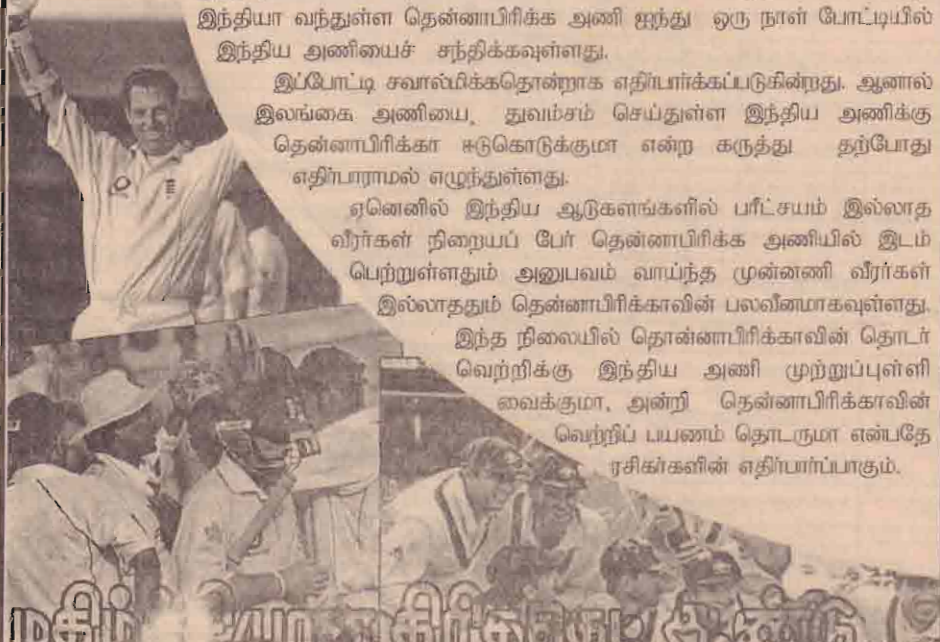 இந்தியா வந்துள்ள தென்னாபிரிக்க அணி ஐந்து ஒரு நாள் போட்டியில்
இந்திய அணியைச் சந்திக்கவுள்ளது.
இப்போட்டி சவால்மிக்கதொன்றாக எதிர்பார்க்கப்படுகின்றது. ஆனால்
இலங்கை அணியை, துவம்சம் செய்துள்ள இந்திய அணிக்கு
தென்னாபிரிக்கா ஈடுகொடுக்குமா என்ற கருத்து தற்போது
எதிர்பாராமல் எழுந்துள்ளது.
ஏனெனில் இந்திய ஆடுகளங்களில் பரீட்சயம் இல்லாத
வீரர்கள் நிறையப் பேர் தென்னாபிரிக்க அணியில் இடம்
பெற்றுள்ளதும் அனுபவம் வாய்ந்த முன்னணி வீரர்கள்
இல்லாததும் தென்னாபிரிக்காவின் பலவீனமாகவுள்ளது.
இந்த நிலையில் தொன்னாபிரிக்காவின் தொடர்
வெற்றிக்கு இந்திய அணி முற்றுப்புள்ளி
வைக்குமா, அன்றி தென்னாபிரிக்காவின்
வெற்றிப் பயணம் தொடருமா என்பதே
ரசிகர்களின் எதிர்பார்ப்பாகும்.